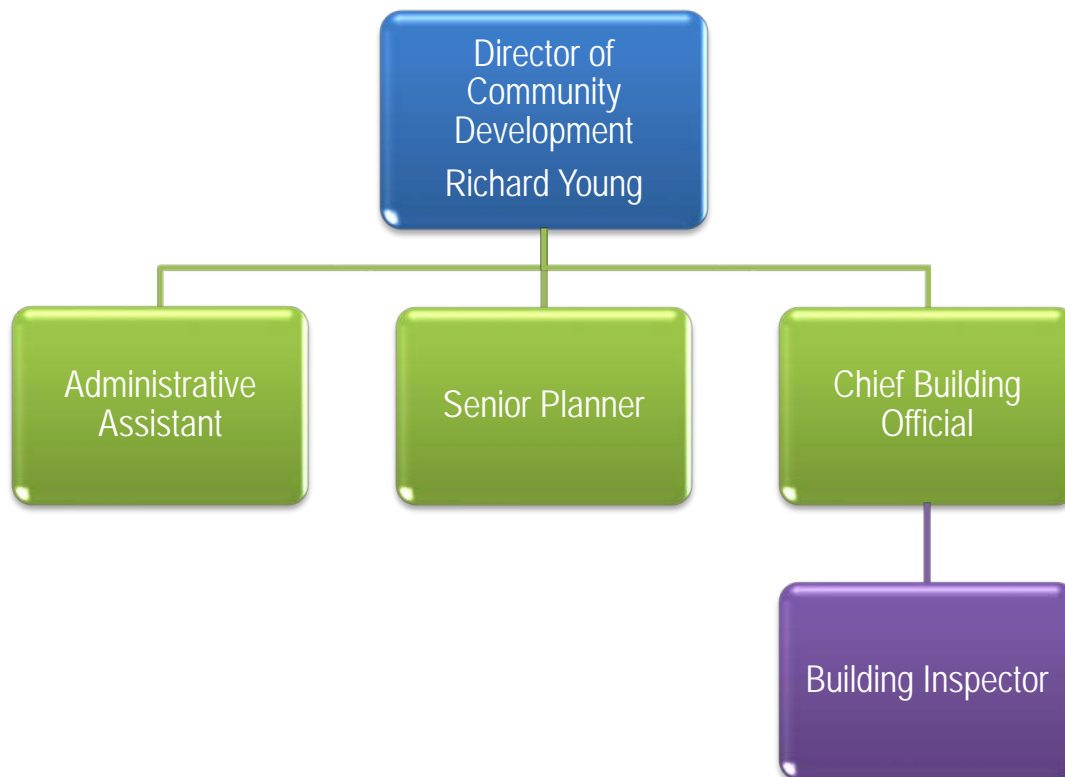 Director of
Community
Development
Richard Young
Administrative
Assistant
Senior Planner
Chief Building
Official
Building Inspector